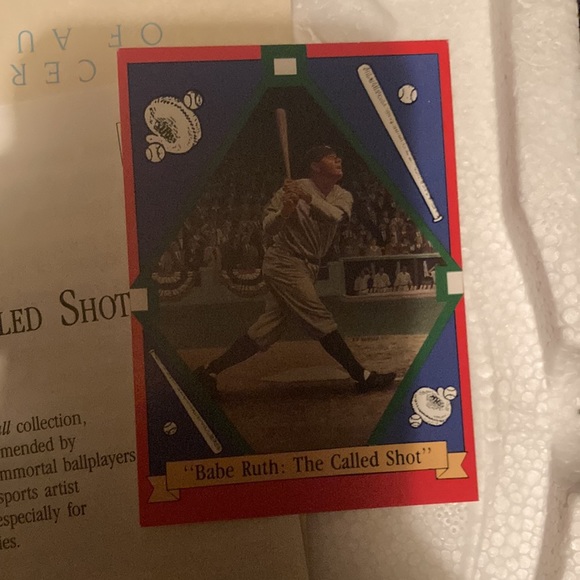 CER
OF AU
LED SHOT
ll collection,
mended by
mmortal ballplayers
sports artist
especially for
ies.
"Babe Ruth: The Called Shot"